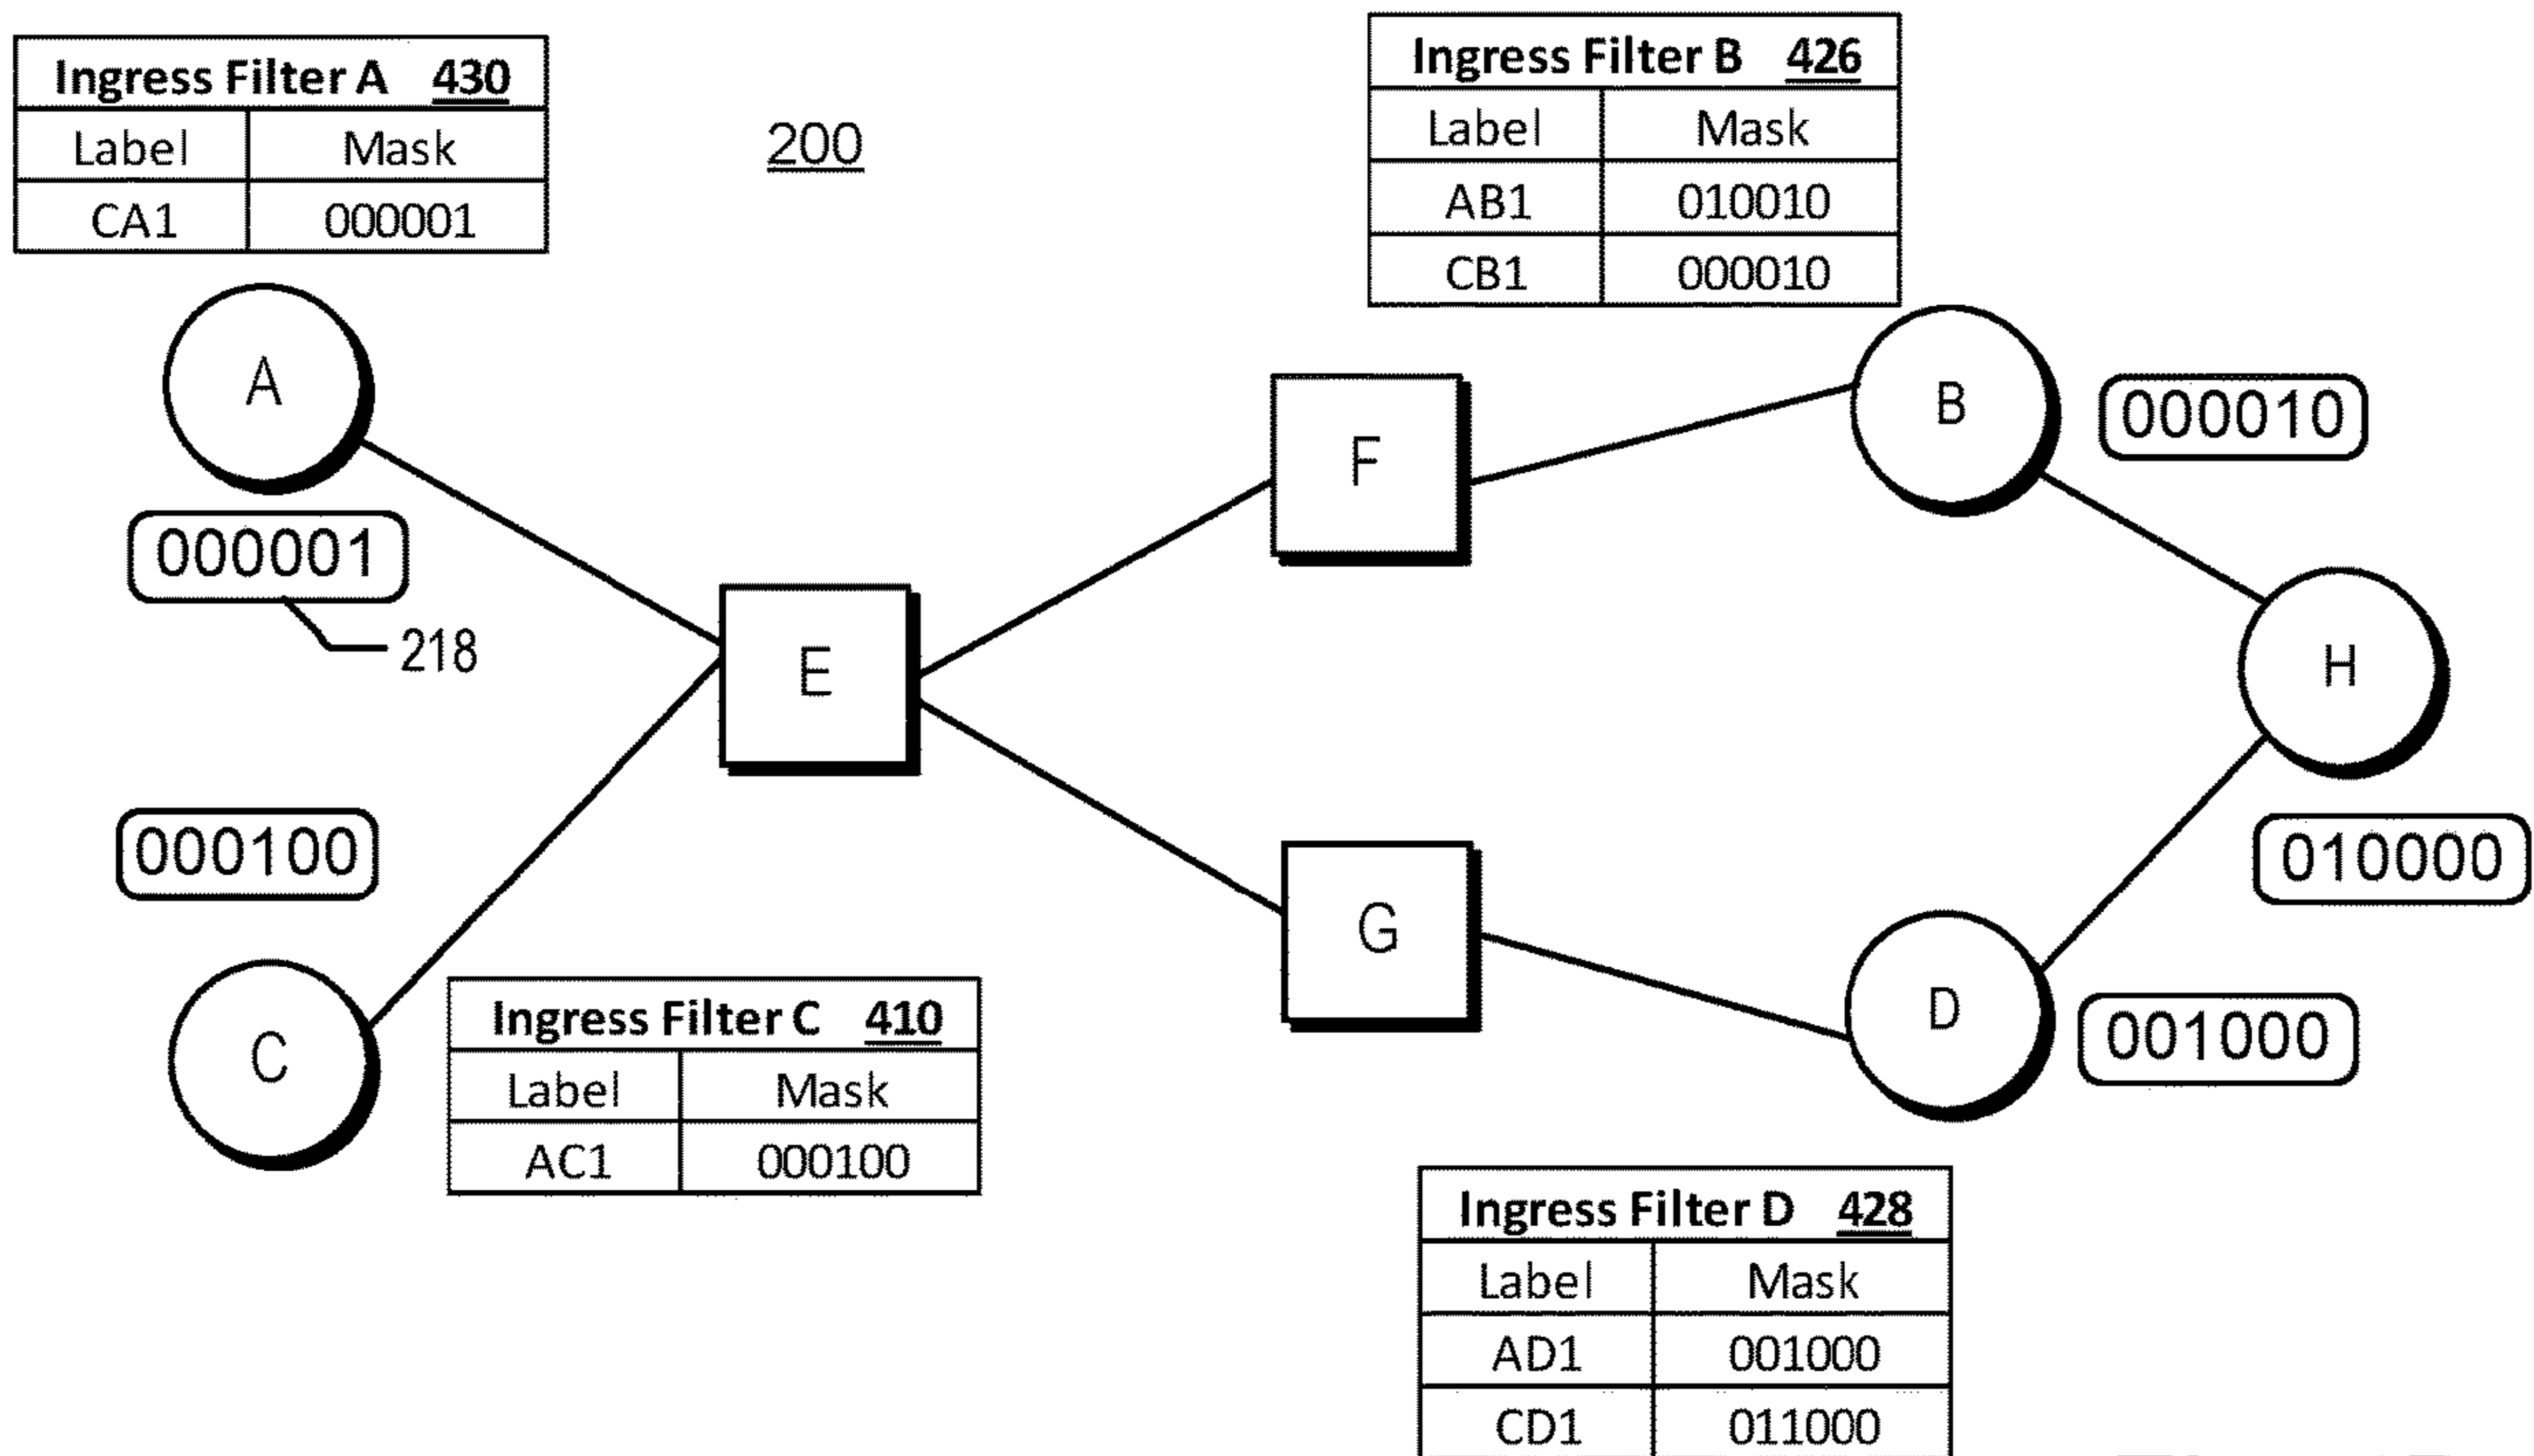 Ingress Filter A 430
Label Mask
CA1 000001
200
Ingress Filter B 426
Label Mask
AB1 010010
CB1 000010
A
000001
218
F
B
000010
E
H
000100
010000
C
G
D
001000
Ingress Filter C 410
Label Mask
AC1 000100
Ingress Filter D 428
Label Mask
AD1 001000
CD1 011000